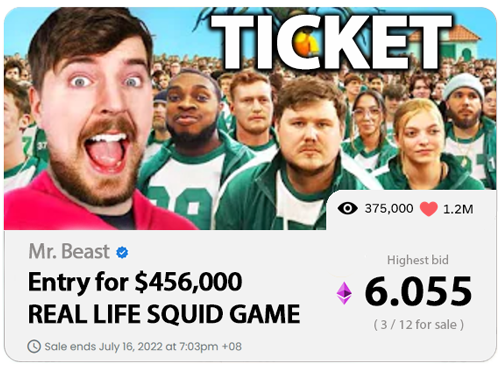 TICKET
375,000 1.2M
Mr. Beast
Entry for $456,000
REAL LIFE SQUID GAME
Sale ends July 16, 2022 at 7:03pm +08
Highest bid
6.055
( 3 / 12 for sale )